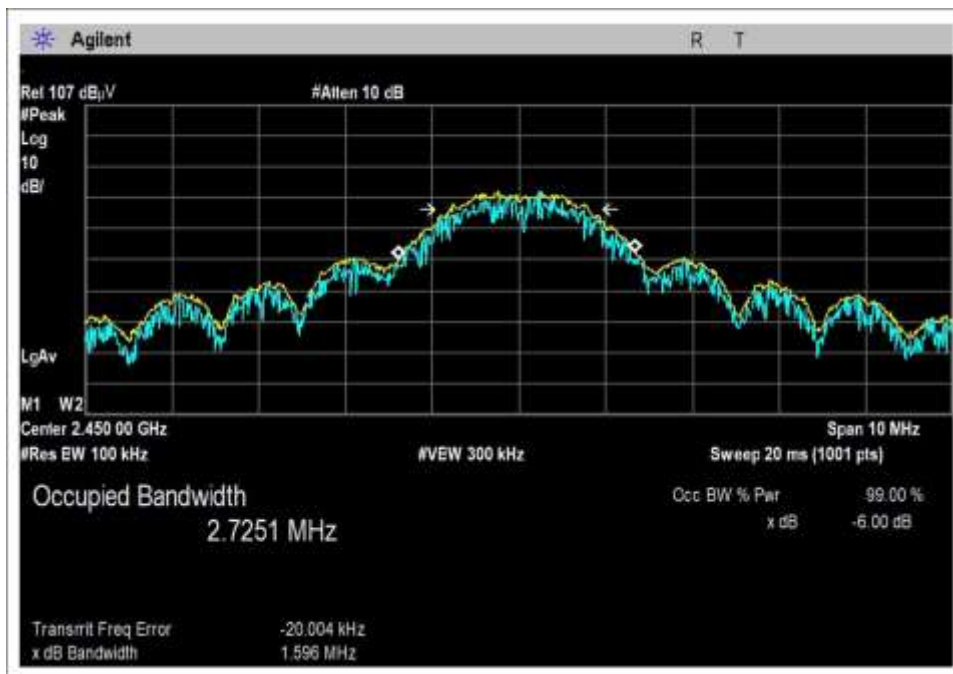 Agilent
R T
Ref 107 dBµV #Atten 10 dB
#Peak
Log
10
dB/
LgAv
M1 W2
Center 2.450 00 GHz Span 10 MHz
#Res BW 100 kHz #VBW 300 kHz Sweep 20 ms (1001 pts)
Occupied Bandwidth
2.7251 MHz
Occ BW % Pwr 99.00 %
x dB -6.00 dB
Transmit Freq Error -20.004 kHz
x dB Bandwidth 1.596 MHz